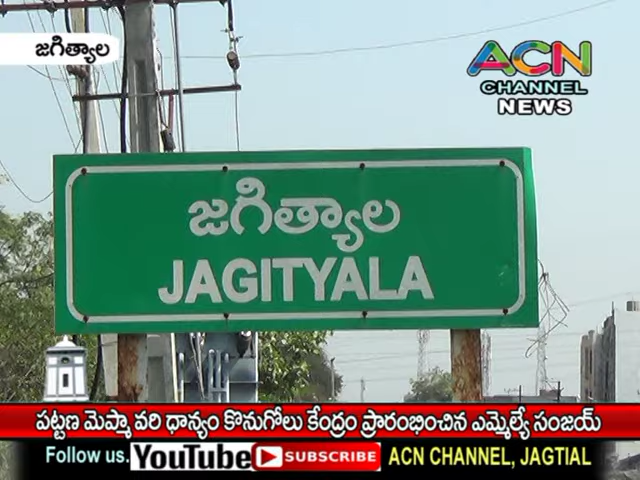 జగిత్యాల
ACN
CHANNEL
NEWS
జగిత్యాల
JAGITYALA
పట్టణ మెప్మా వరి ధాన్యం కొనుగోలు కేంద్రం ప్రారంభించిన ఎమ్మెల్యే సంజయ్
Follow us. YouTube SUBSCRIBE ACN CHANNEL, JAGTIAL